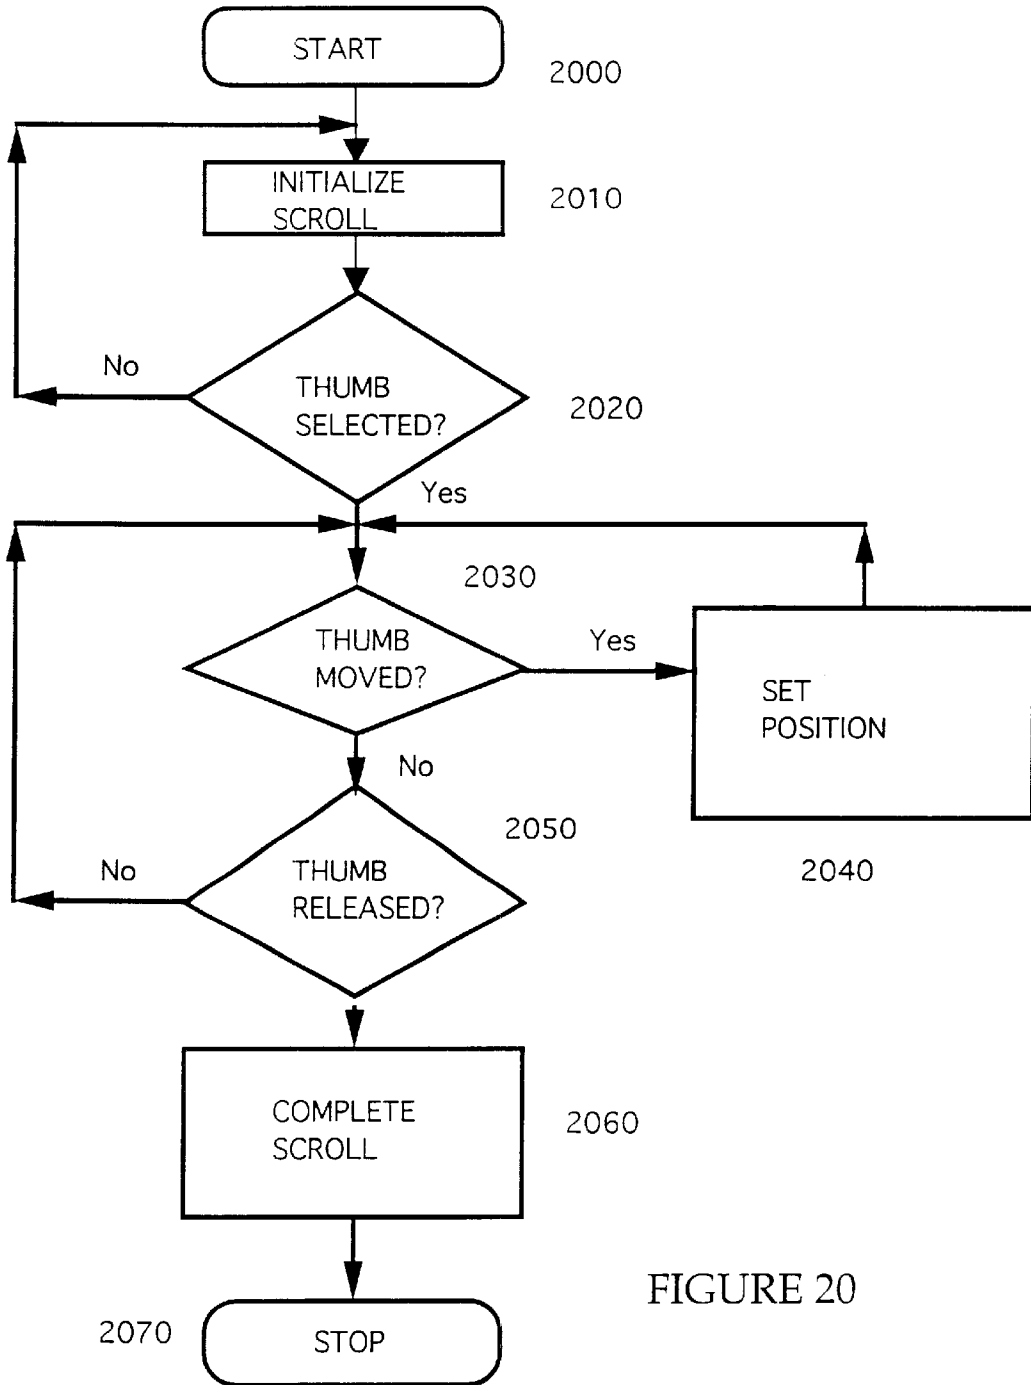 START
2000
INITIALIZE
SCROLL
2010
No
THUMB
SELECTED?
2020
Yes
2030
THUMB
MOVED?
Yes
SET
POSITION
No
2050
2040
No
THUMB
RELEASED?
COMPLETE
SCROLL
2060
FIGURE 20
2070
STOP